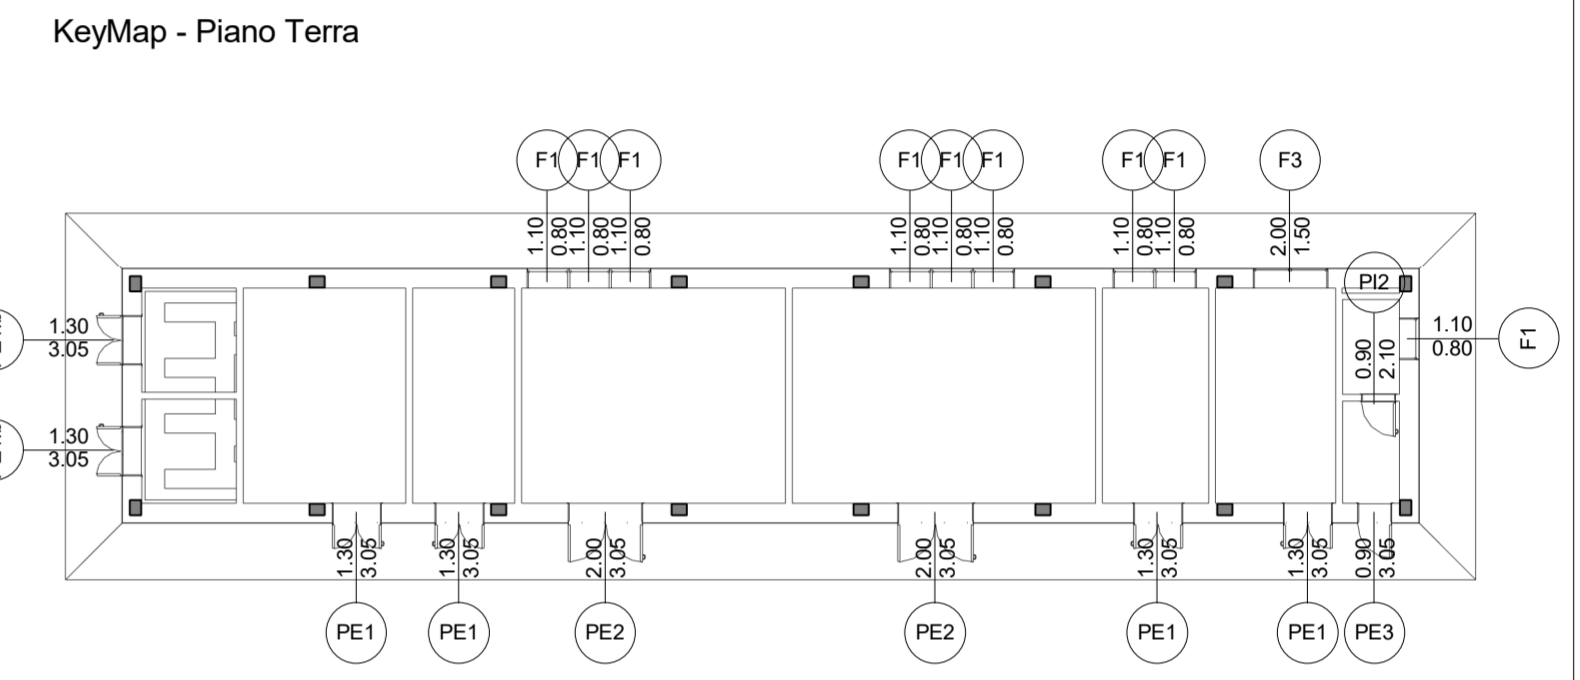 KeyMap - Piano Terra
F1 F1 F1 F1 F1 F1 F1 F1 F3
1.10 0.80 1.10 0.80 1.10 0.80 1.10 0.80 1.10 0.80 1.10 0.80 1.10 0.80 1.10 0.80 2.00 1.50
PI2
0.90 2.10
1.30
3.05
1.10
0.80
F1
1.30
3.05
1.30 3.05 1.30 3.05 2.00 3.05 2.00 3.05 1.30 3.05 1.30 3.05 0.90 3.05
PE1 PE1 PE2 PE2 PE1 PE1 PE3